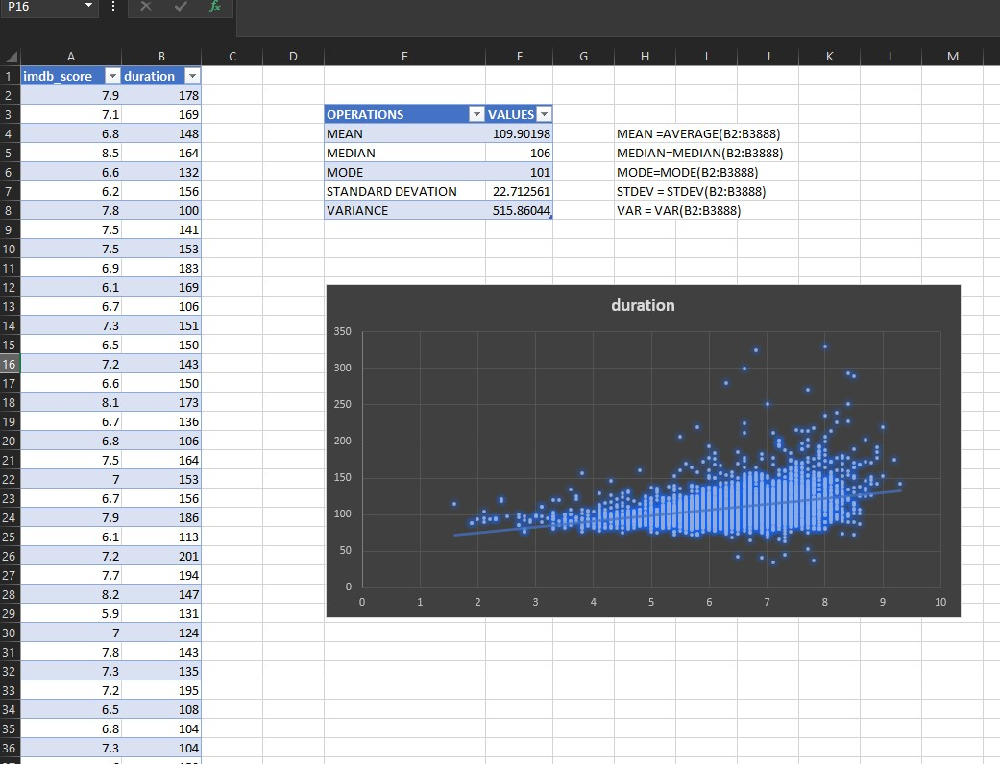 P16
fx
A B C D E F G H I J K L M
1 imdb_score duration
2 7.9 178
3 7.1 169 OPERATIONS VALUES
4 6.8 148 MEAN 109.90198 MEAN =AVERAGE(B2:B3888)
5 8.5 164 MEDIAN 106 MEDIAN=MEDIAN(B2:B3888)
6 6.6 132 MODE 101 MODE=MODE(B2:B3888)
7 6.2 156 STANDARD DEVATION 22.712561 STDEV = STDEV(B2:B3888)
8 7.8 100 VARIANCE 515.86044 VAR = VAR(B2:B3888)
9 7.5 141
10 7.5 153
11 6.9 183
12 6.1 169
13 6.7 106
14 7.3 151
15 6.5 150
16 7.2 143
17 6.6 150
18 8.1 173
19 6.7 136
20 6.8 106
21 7.5 164
22 7 153
23 6.7 156
24 7.9 186
25 6.1 113
26 7.2 201
27 7.7 194
28 8.2 147
29 5.9 131
30 7 124
31 7.8 143
32 7.3 135
33 7.2 195
34 6.5 108
35 6.8 104
36 7.3 104
duration
350
300
250
200
150
100
50
0
0 1 2 3 4 5 6 7 8 9 10